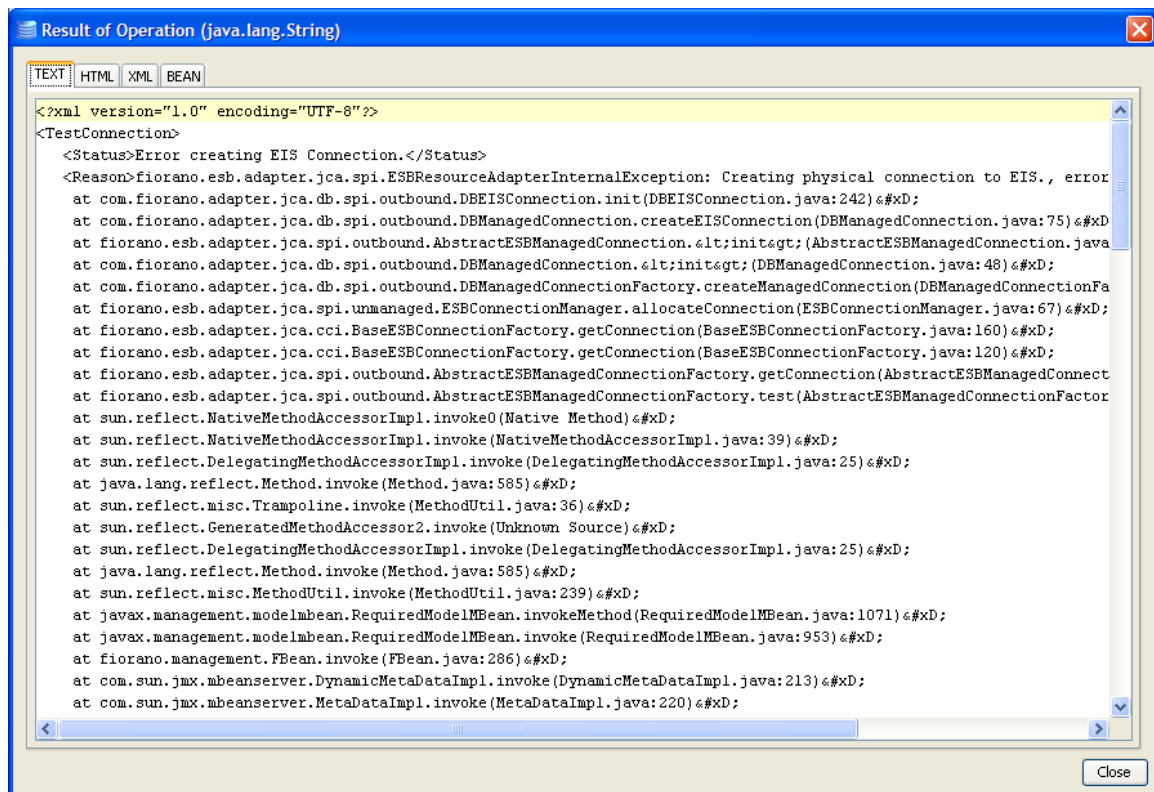 Result of Operation (java.lang.String)
TEXT HTML XML BEAN
<?xml version="1.0" encoding="UTF-8"?>
<TestConnection>
<Status>Error creating EIS Connection.</Status>
<Reason>fiorano.esb.adapter.jca.spi.ESBResourceAdapterInternalException: Creating physical connection to EIS., error
at com.fiorano.adapter.jca.db.spi.outbound.DBEISConnection.init(DBEISConnection.java:242)&#xD;
at com.fiorano.adapter.jca.db.spi.outbound.DBManagedConnection.createEISConnection(DBManagedConnection.java:75)&#xD
at fiorano.esb.adapter.jca.spi.outbound.AbstractESBManagedConnection.&lt;init&gt;(AbstractESBManagedConnection.java
at com.fiorano.adapter.jca.db.spi.outbound.DBManagedConnection.&lt;init&gt;(DBManagedConnection.java:48)&#xD;
at com.fiorano.adapter.jca.db.spi.outbound.DBManagedConnectionFactory.createManagedConnection(DBManagedConnectionFa
at fiorano.esb.adapter.jca.spi.unmanaged.ESBConnectionManager.allocateConnection(ESBConnectionManager.java:67)&#xD;
at fiorano.esb.adapter.jca.cci.BaseESBConnectionFactory.getConnection(BaseESBConnectionFactory.java:160)&#xD;
at fiorano.esb.adapter.jca.cci.BaseESBConnectionFactory.getConnection(BaseESBConnectionFactory.java:120)&#xD;
at fiorano.esb.adapter.jca.spi.outbound.AbstractESBManagedConnectionFactory.getConnection(AbstractESBManagedConnect
at fiorano.esb.adapter.jca.spi.outbound.AbstractESBManagedConnectionFactory.test(AbstractESBManagedConnectionFactor
at sun.reflect.NativeMethodAccessorImpl.invoke0(Native Method)&#xD;
at sun.reflect.NativeMethodAccessorImpl.invoke(NativeMethodAccessorImpl.java:39)&#xD;
at sun.reflect.DelegatingMethodAccessorImpl.invoke(DelegatingMethodAccessorImpl.java:25)&#xD;
at java.lang.reflect.Method.invoke(Method.java:585)&#xD;
at sun.reflect.misc.Trampoline.invoke(MethodUtil.java:36)&#xD;
at sun.reflect.GeneratedMethodAccessor2.invoke(Unknown Source)&#xD;
at sun.reflect.DelegatingMethodAccessorImpl.invoke(DelegatingMethodAccessorImpl.java:25)&#xD;
at java.lang.reflect.Method.invoke(Method.java:585)&#xD;
at sun.reflect.misc.MethodUtil.invoke(MethodUtil.java:239)&#xD;
at javax.management.modelmbean.RequiredModelMBean.invokeMethod(RequiredModelMBean.java:1071)&#xD;
at javax.management.modelmbean.RequiredModelMBean.invoke(RequiredModelMBean.java:953)&#xD;
at fiorano.management.FBean.invoke(FBean.java:286)&#xD;
at com.sun.jmx.mbeanserver.DynamicMetaDataImpl.invoke(DynamicMetaDataImpl.java:213)&#xD;
at com.sun.jmx.mbeanserver.MetaDataImpl.invoke(MetaDataImpl.java:220)&#xD;
Close